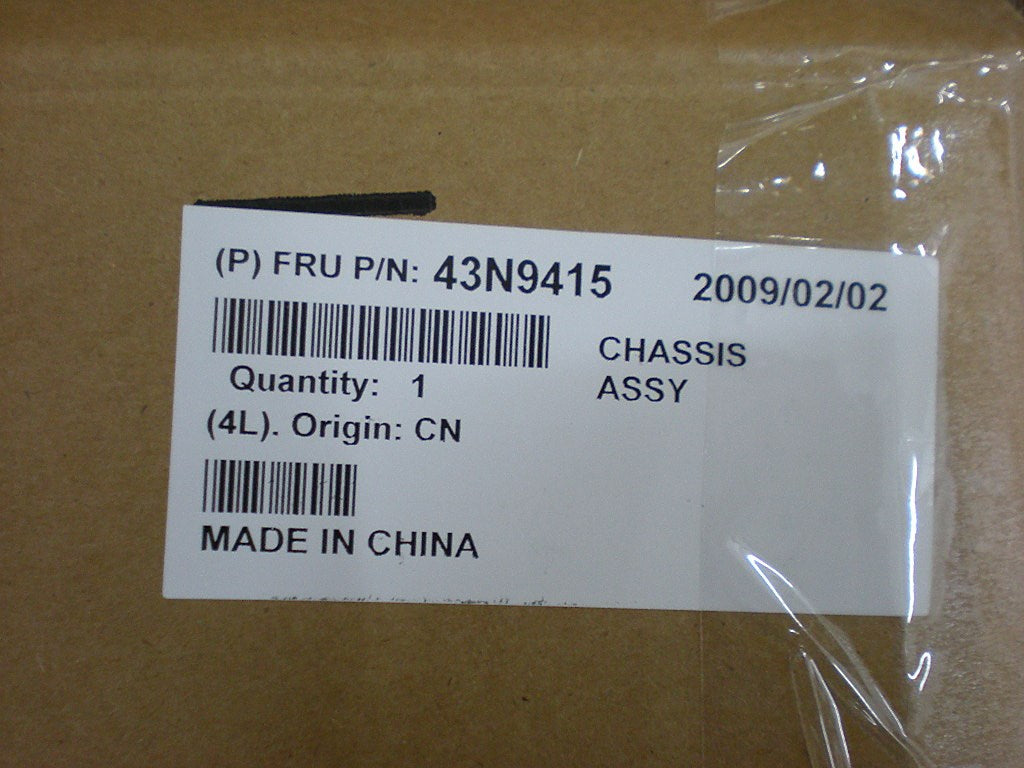 (P) FRU P/N: 43N9415 2009/02/02
CHASSIS
ASSY
Quantity: 1
(4L). Origin: CN
MADE IN CHINA